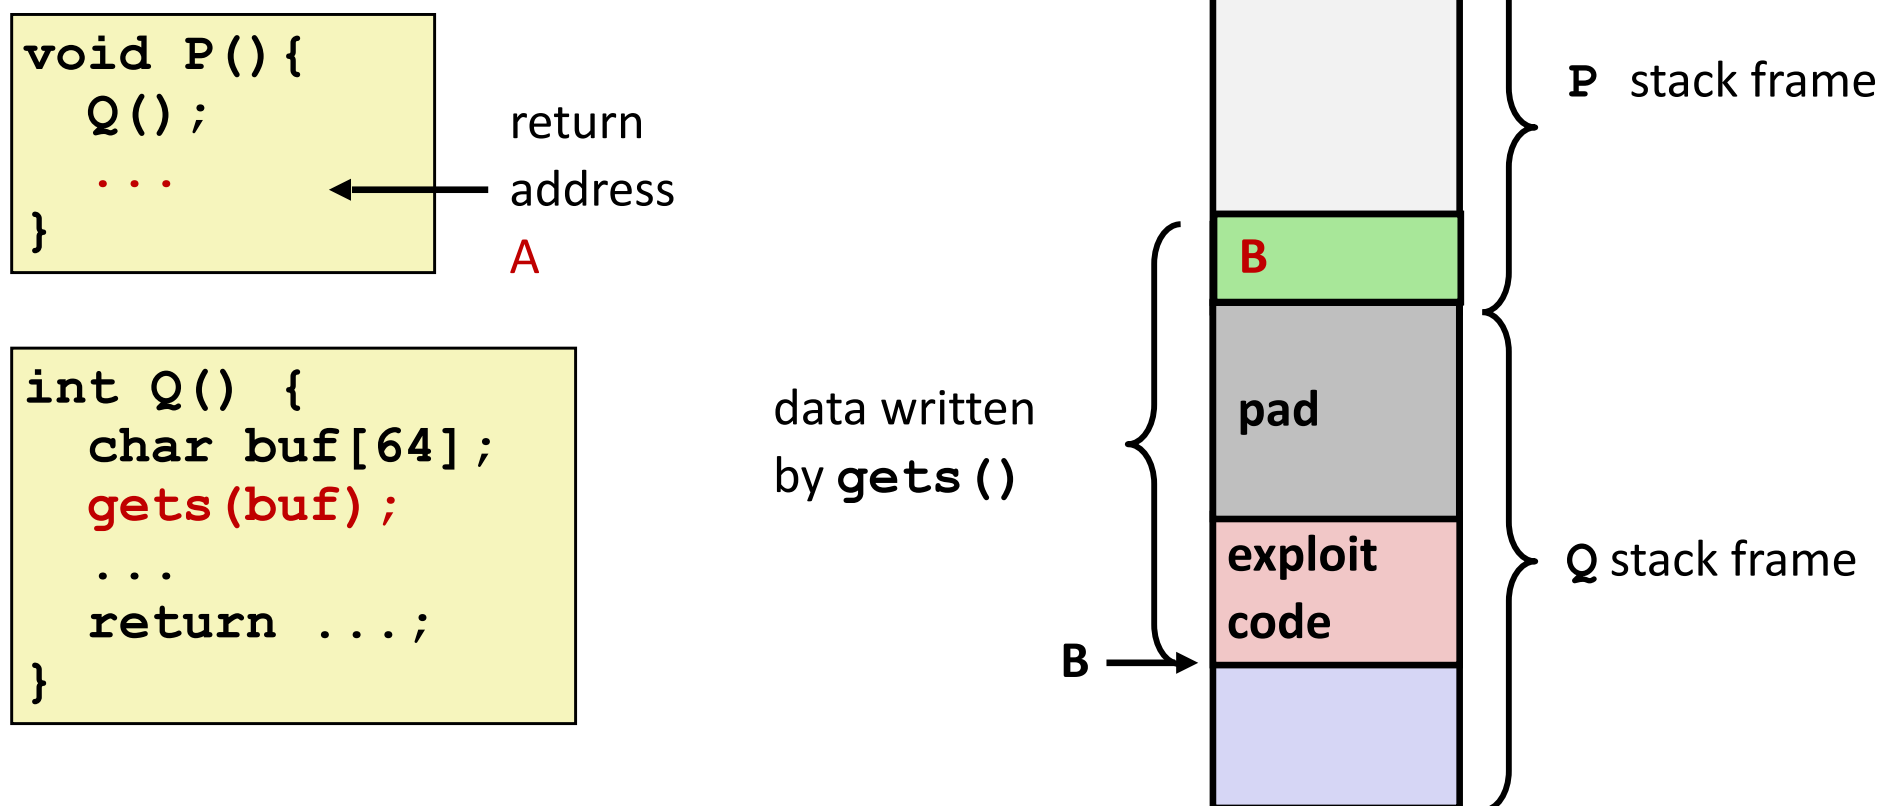 void P(){
  Q();
  ...
}
return
address
A
int Q() {
  char buf[64];
  gets(buf);
  ...
  return ...;
}
data written
by gets()
B
B
pad
exploit
code
P stack frame
Q stack frame